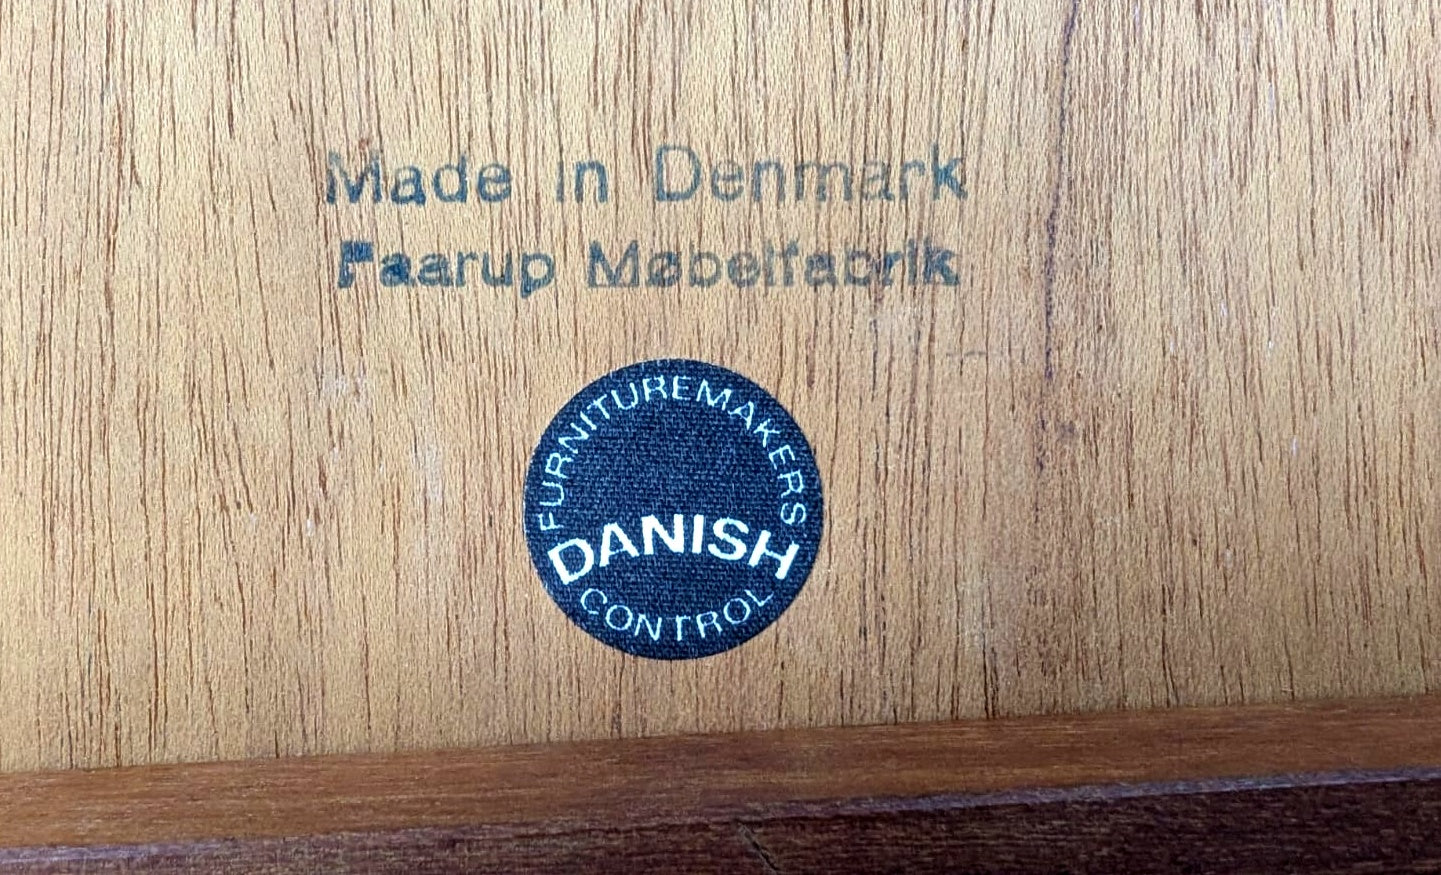 Made in Denmark
Faarup Møbelfabrik
FURNITUREMAKERS
DANISH
CONTROL